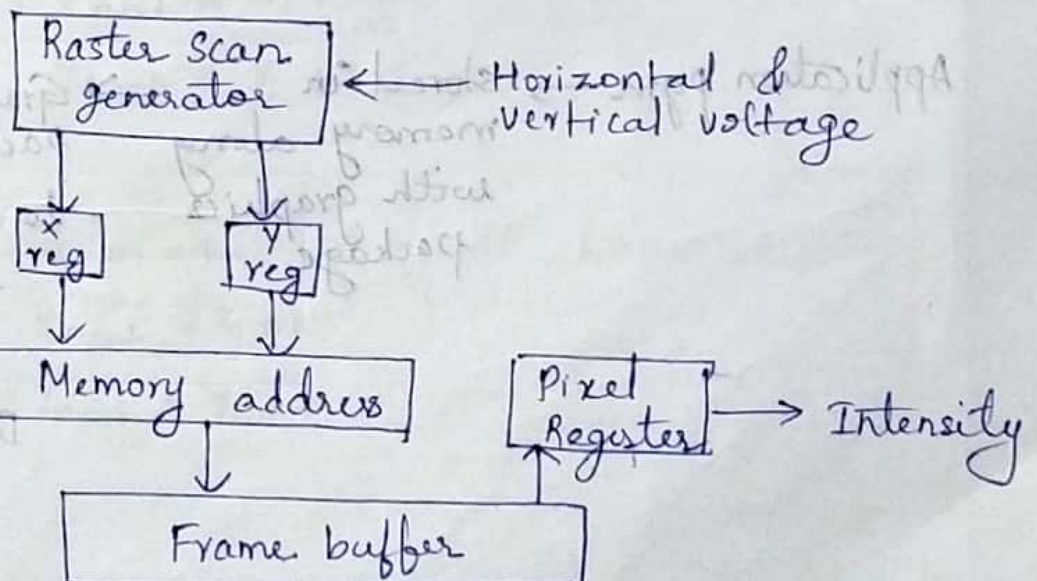 Raster scan
generator
Horizontal &
vertical voltage
x
reg
y
reg
Memory address
Pixel
Register
Intensity
Frame buffer